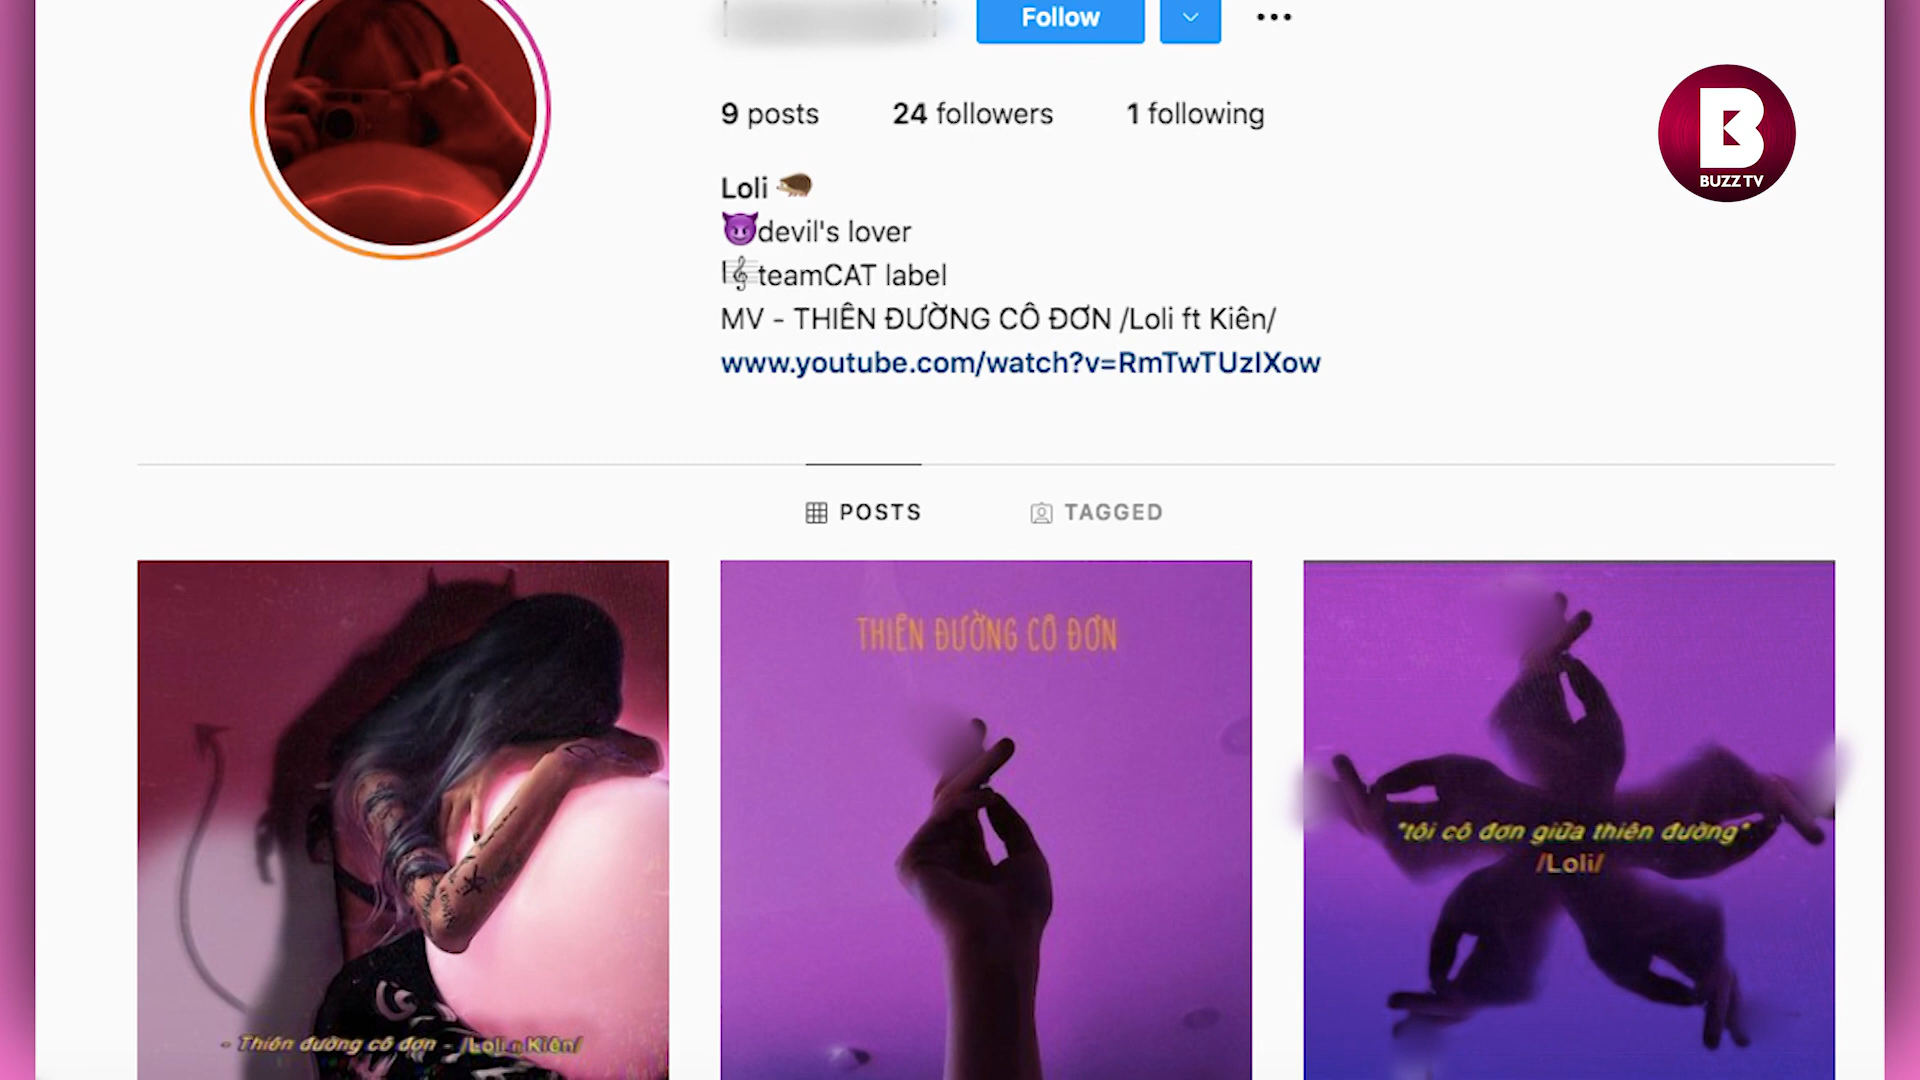 Follow
9 posts 24 followers 1 following
BUZZ TV
Loli
devil's lover
teamCAT label
MV - THIÊN ĐƯỜNG CÔ ĐƠN /Loli ft Kiên/
www.youtube.com/watch?v=RmTwTUzIXow
POSTS TAGGED
THIÊN ĐƯỜNG CÔ ĐƠN
"tôi cô đơn giữa thiên đường"
/Loli/
- Thiên đường cô đơn - /Loli ft Kiên/